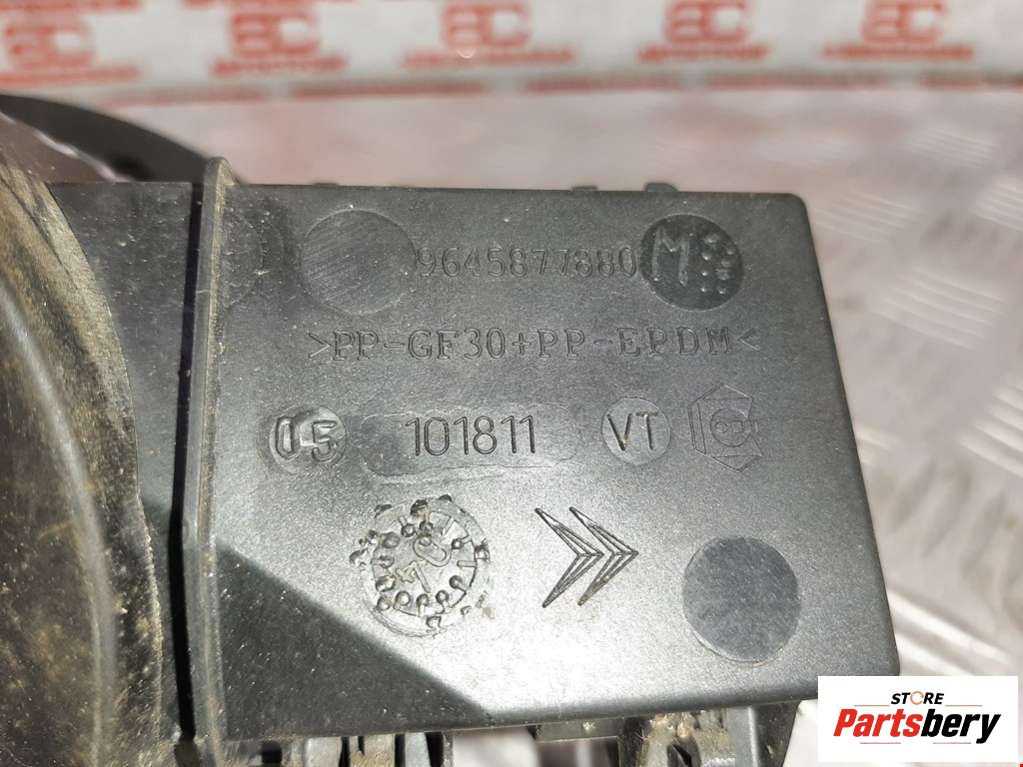 9645877880 M
>PP-GF30+PP-EPDM<
05 101811 VT
STORE
Partsbery